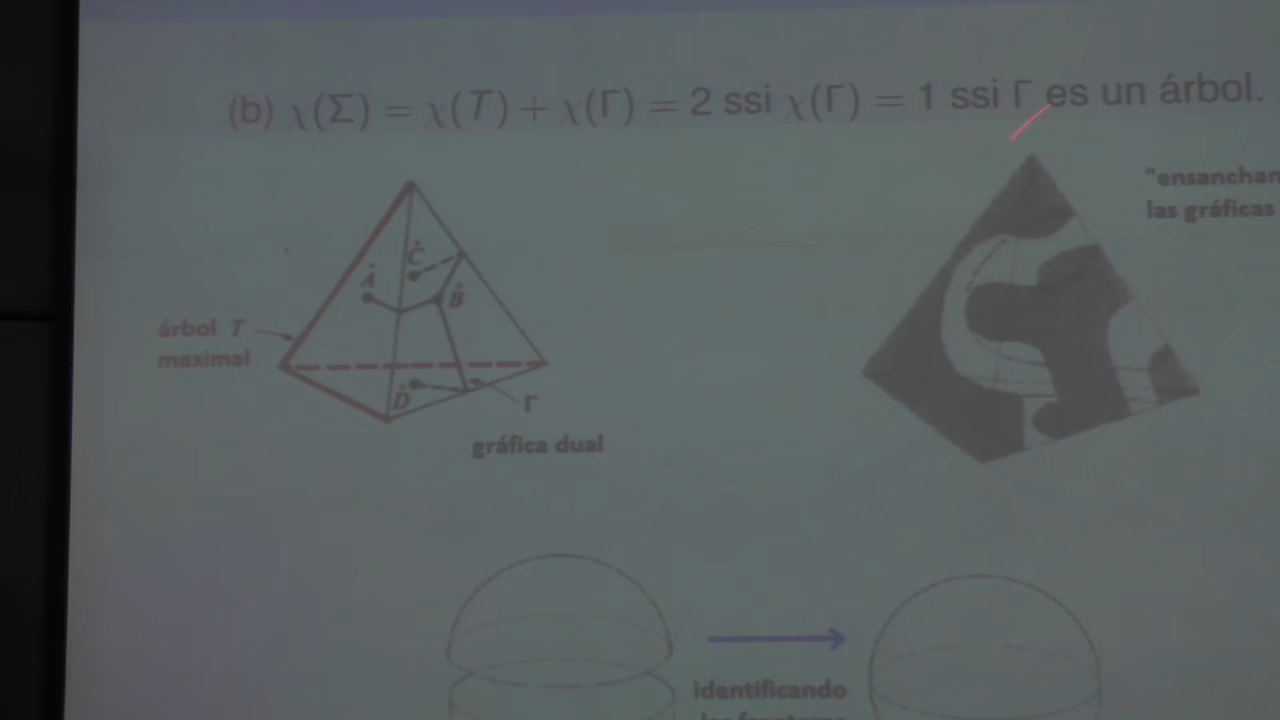 (b) χ(Σ) = χ(T) + χ(Γ) = 2 ssi χ(Γ) = 1 ssi Γ es un árbol.
"ensanchan
las gráficas
Ĉ
Â
B̂
árbol T
maximal
D̂
Γ
gráfica dual
identificando